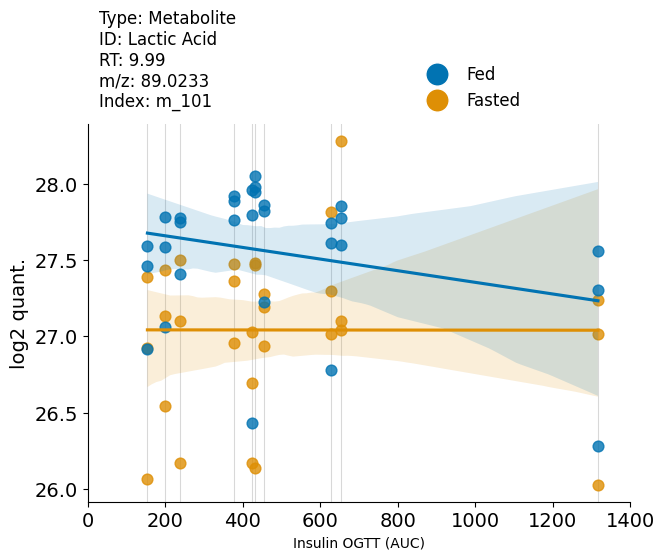 Type: Metabolite
ID: Lactic Acid
RT: 9.99
m/z: 89.0233
Index: m_101
Fed
Fasted
log2 quant.
28.0
27.5
27.0
26.5
26.0
0 200 400 600 800 1000 1200 1400
Insulin OGTT (AUC)